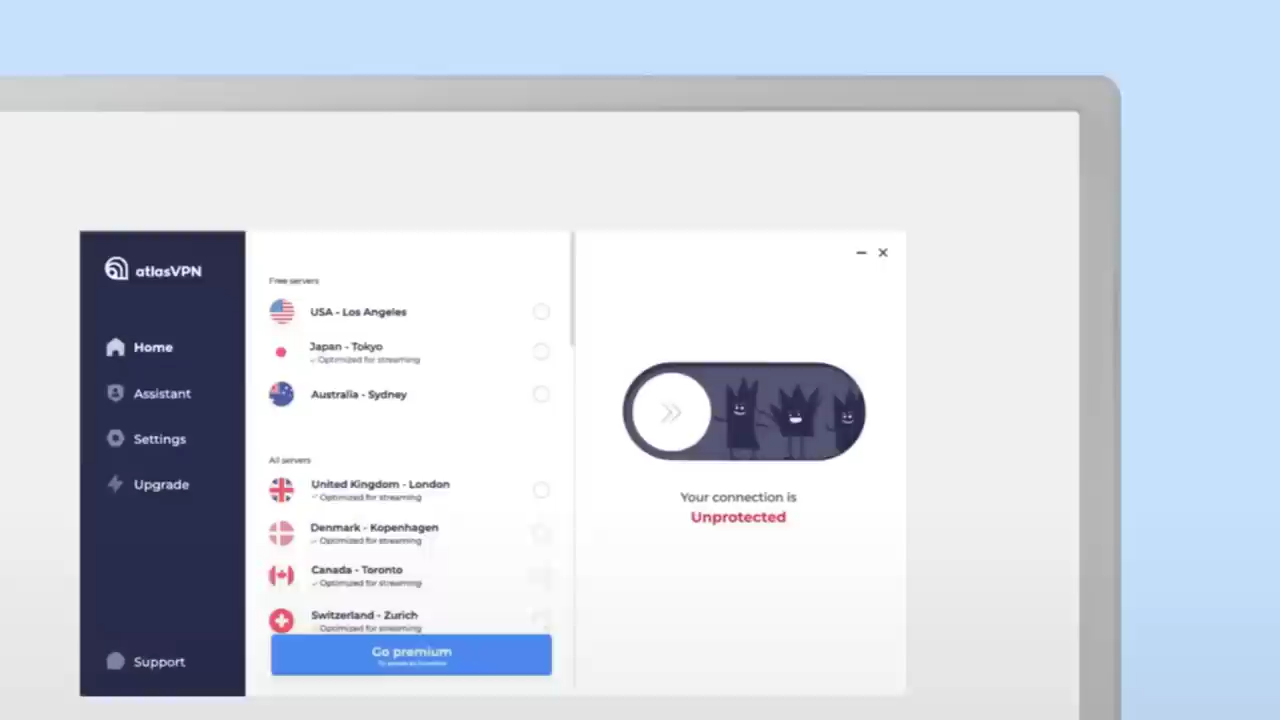 atlasVPN
Home
Assistant
Settings
Upgrade
Support
Free servers
USA - Los Angeles
Japan - Tokyo
Optimized for streaming
Australia - Sydney
All servers
United Kingdom - London
Optimized for streaming
Denmark - Kopenhagen
Optimized for streaming
Canada - Toronto
Optimized for streaming
Switzerland - Zurich
Optimized for streaming
Go premium
Your connection is
Unprotected